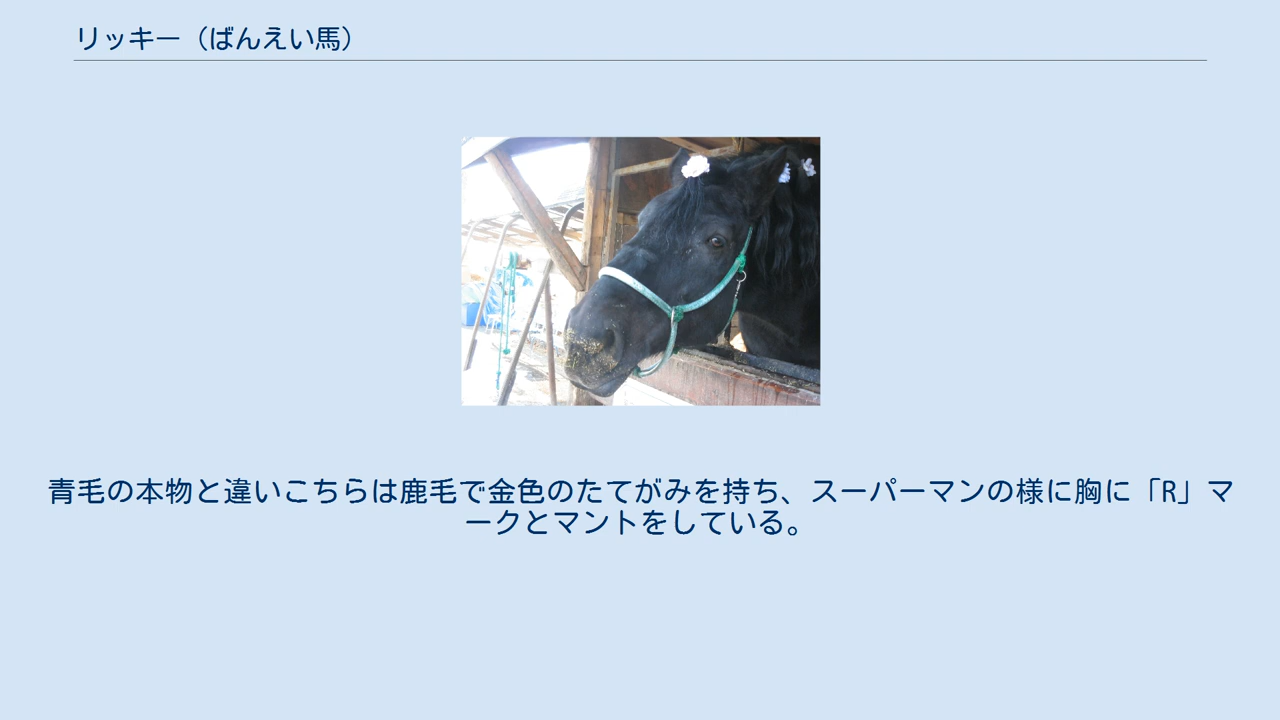 リッキー（ばんえい馬）
青毛の本物と違いこちらは鹿毛で金色のたてがみを持ち、スーパーマンの様に胸に「R」マ
ークとマントをしている。